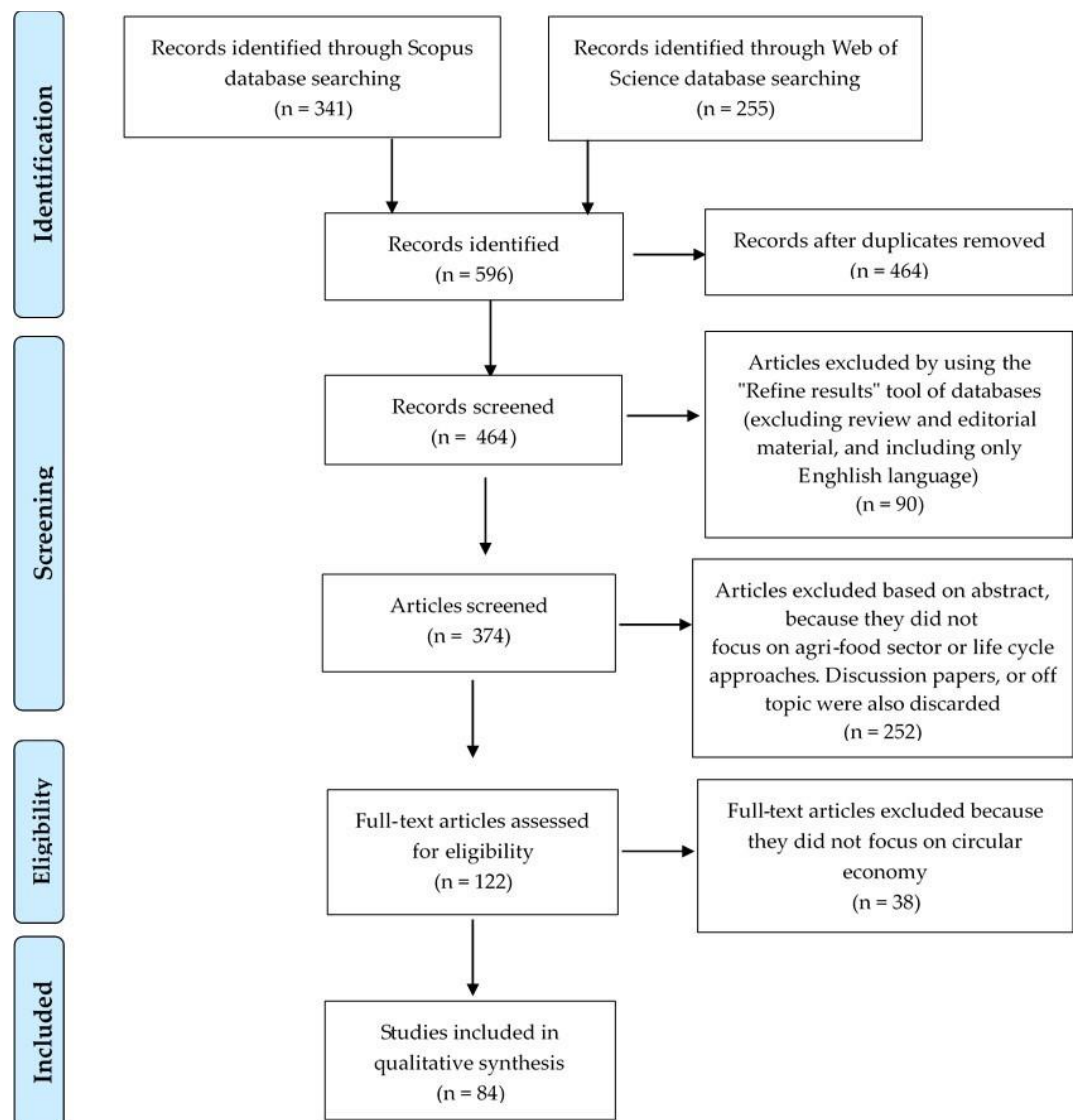 Identification
Records identified through Scopus
database searching
(n = 341)
Records identified through Web of
Science database searching
(n = 255)
Records identified
(n = 596)
Records after duplicates removed
(n = 464)
Screening
Records screened
(n =  464)
Articles excluded by using the
"Refine results" tool of databases
(excluding review and editorial
material, and including only
Enghlish language)
(n = 90)
Articles screened
(n =  374)
Articles excluded based on abstract,
because they did not
focus on agri-food sector or life cycle
approaches. Discussion papers, or off
topic were also discarded
(n = 252)
Eligibility
Full-text articles assessed
for eligibility
(n = 122)
Full-text articles excluded because
they did not focus on circular
economy
(n = 38)
Included
Studies included in
qualitative synthesis
(n = 84)